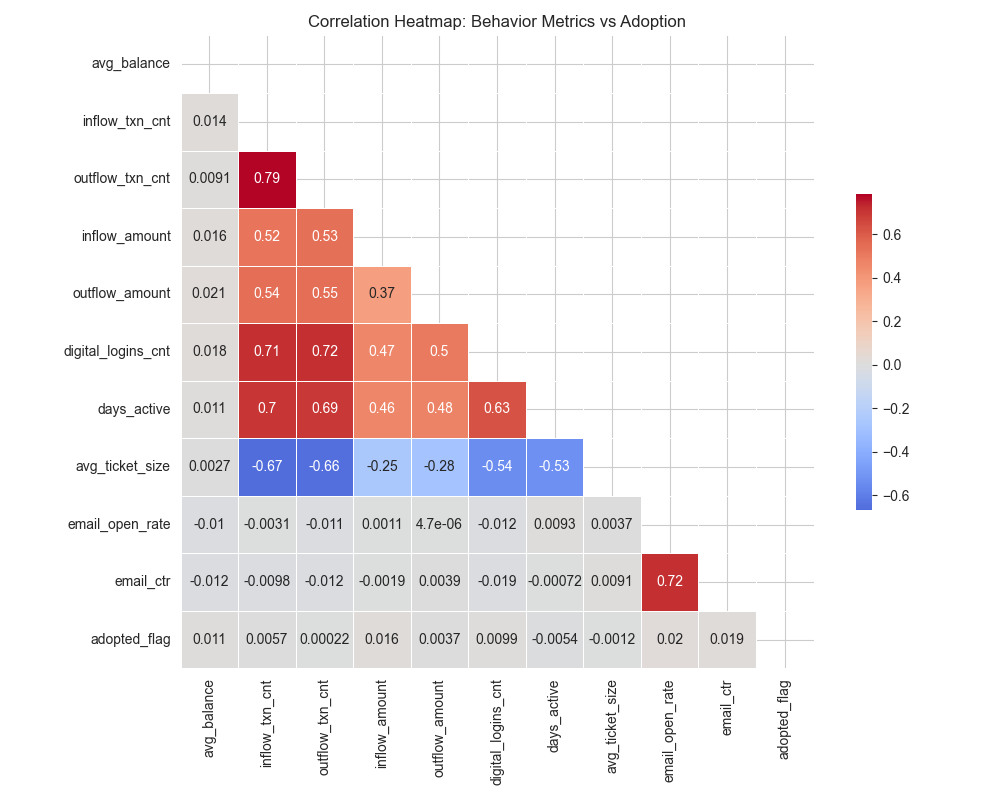 Correlation Heatmap: Behavior Metrics vs Adoption
avg_balance
inflow_txn_cnt 0.014
outflow_txn_cnt 0.0091 0.79
inflow_amount 0.016 0.52 0.53
outflow_amount 0.021 0.54 0.55 0.37
digital_logins_cnt 0.018 0.71 0.72 0.47 0.5
days_active 0.011 0.7 0.69 0.46 0.48 0.63
avg_ticket_size 0.0027 -0.67 -0.66 -0.25 -0.28 -0.54 -0.53
email_open_rate -0.01 -0.0031 -0.011 0.0011 4.7e-06 -0.012 0.0093 0.0037
email_ctr -0.012 -0.0098 -0.012 -0.0019 0.0039 -0.019 -0.00072 0.0091 0.72
adopted_flag 0.011 0.0057 0.00022 0.016 0.0037 0.0099 -0.0054 -0.0012 0.02 0.019
avg_balance
inflow_txn_cnt
outflow_txn_cnt
inflow_amount
outflow_amount
digital_logins_cnt
days_active
avg_ticket_size
email_open_rate
email_ctr
adopted_flag
0.6
0.4
0.2
0.0
-0.2
-0.4
-0.6